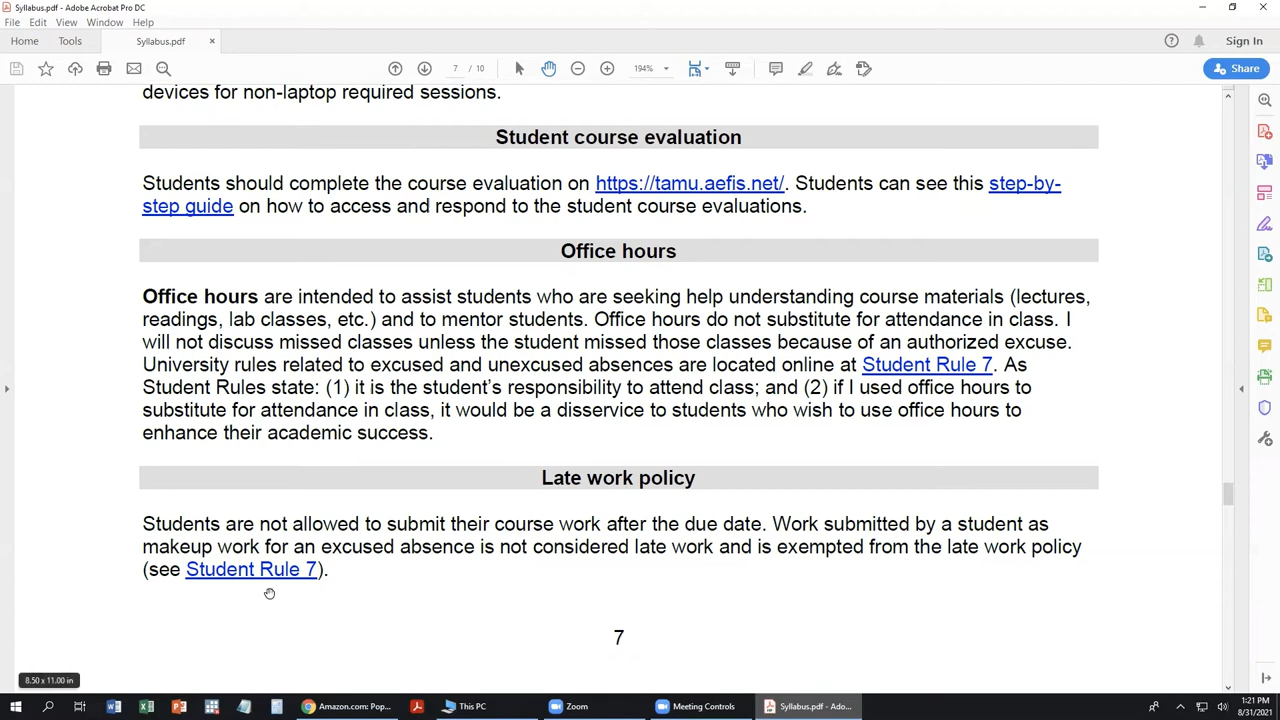 Syllabus.pdf - Adobe Acrobat Pro DC
File Edit View Window Help
Home Tools Syllabus.pdf × Sign In
7 / 10 194% Share
devices for non-laptop required sessions.
Student course evaluation
Students should complete the course evaluation on https://tamu.aefis.net/. Students can see this step-by-
step guide on how to access and respond to the student course evaluations.
Office hours
Office hours are intended to assist students who are seeking help understanding course materials (lectures,
readings, lab classes, etc.) and to mentor students. Office hours do not substitute for attendance in class. I
will not discuss missed classes unless the student missed those classes because of an authorized excuse.
University rules related to excused and unexcused absences are located online at Student Rule 7. As
Student Rules state: (1) it is the student's responsibility to attend class; and (2) if I used office hours to
substitute for attendance in class, it would be a disservice to students who wish to use office hours to
enhance their academic success.
Late work policy
Students are not allowed to submit their course work after the due date. Work submitted by a student as
makeup work for an excused absence is not considered late work and is exempted from the late work policy
(see Student Rule 7).
7
8.50 x 11.00 in
Amazon.com: Pop... This PC Zoom Meeting Controls Syllabus.pdf - Ado... 1:21 PM
8/31/2021